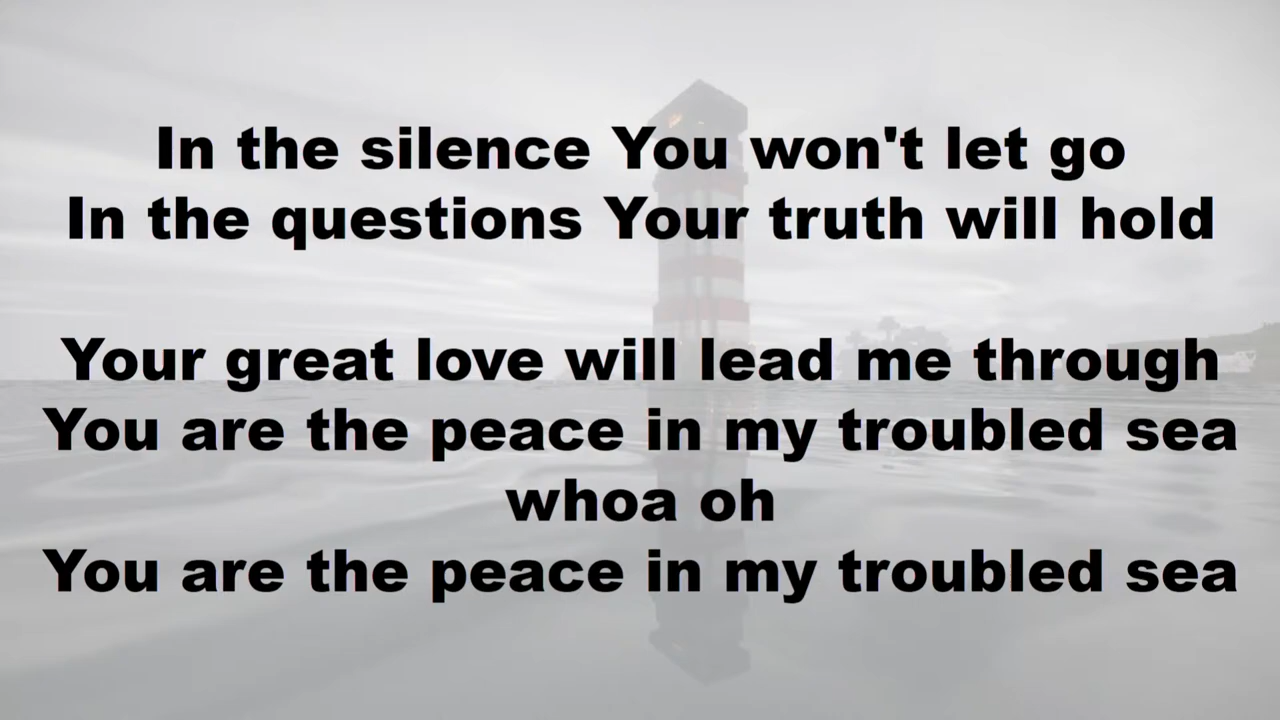 In the silence You won't let go
In the questions Your truth will hold
Your great love will lead me through
You are the peace in my troubled sea
whoa oh
You are the peace in my troubled sea